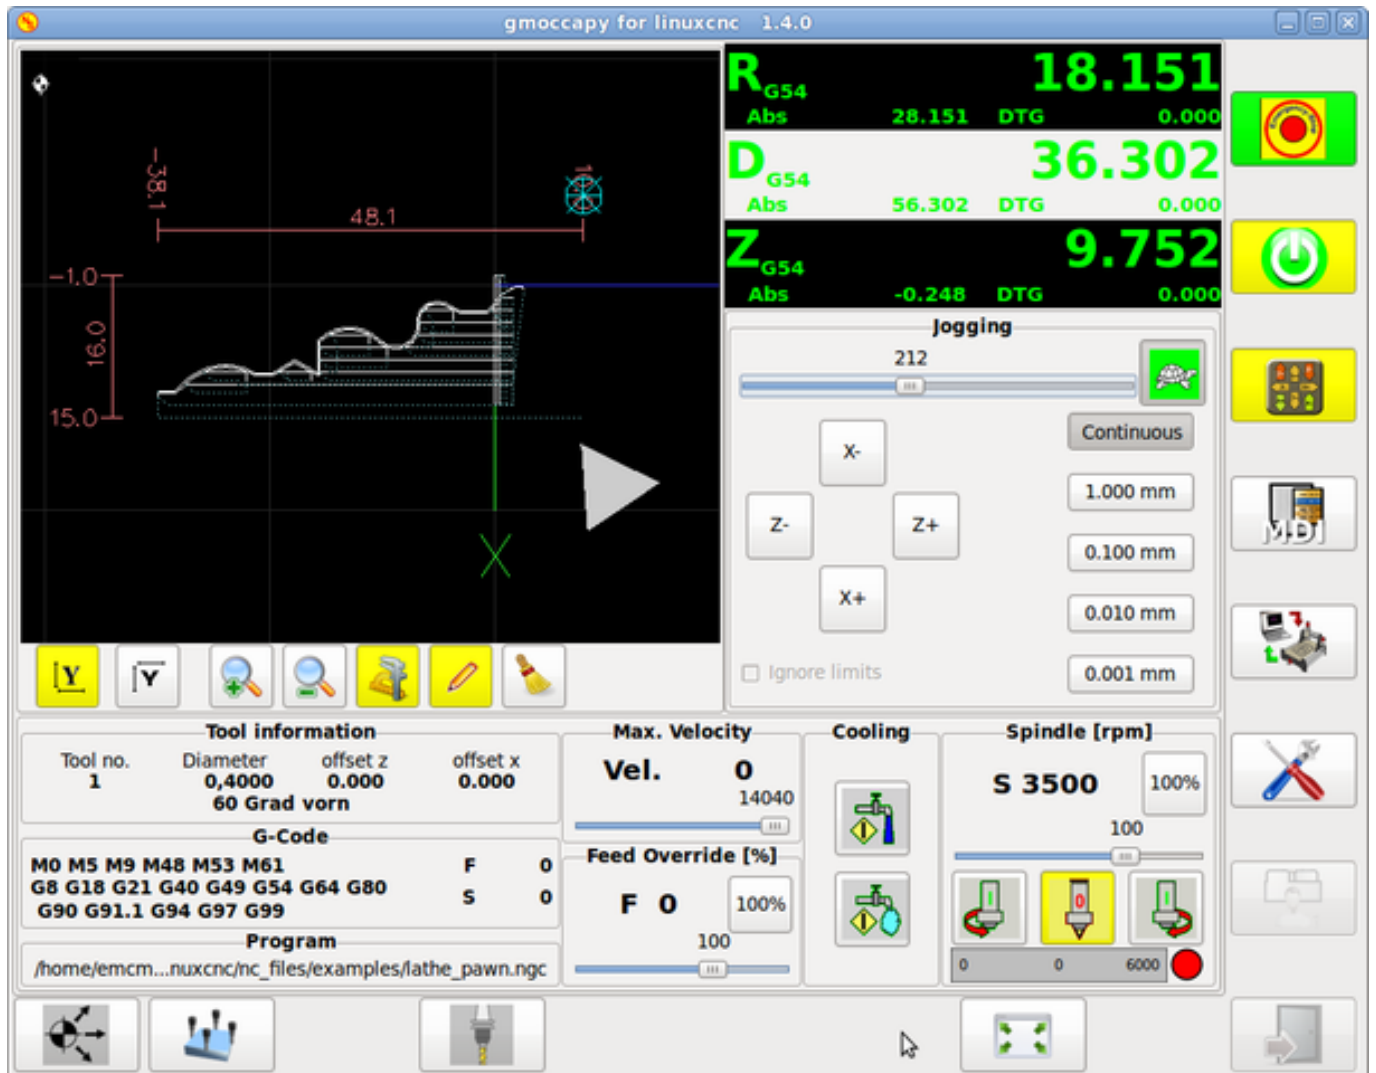 gmoccapy for linuxcnc 1.4.0
R G54 18.151
Abs 28.151 DTG 0.000
D G54 36.302
Abs 56.302 DTG 0.000
Z G54 9.752
Abs -0.248 DTG 0.000
-38.1
48.1
-1.0
16.0
15.0
X
Jogging
212
Continuous
X-
1.000 mm
Z- Z+
0.100 mm
X+
0.010 mm
Ignore limits
0.001 mm
Emergency Stop
MDI
Y
Y
Tool information
Tool no. Diameter offset z offset x
1 0,4000 0.000 0.000
60 Grad vorn
G-Code
M0 M5 M9 M48 M53 M61 F 0
G8 G18 G21 G40 G49 G54 G64 G80 S 0
G90 G91.1 G94 G97 G99
Program
/home/emcm...nuxcnc/nc_files/examples/lathe_pawn.ngc
Max. Velocity
Vel. 0
14040
Feed Override [%]
F 0 100%
100
Cooling
Spindle [rpm]
S 3500 100%
100
I 0 I
0 0 6000